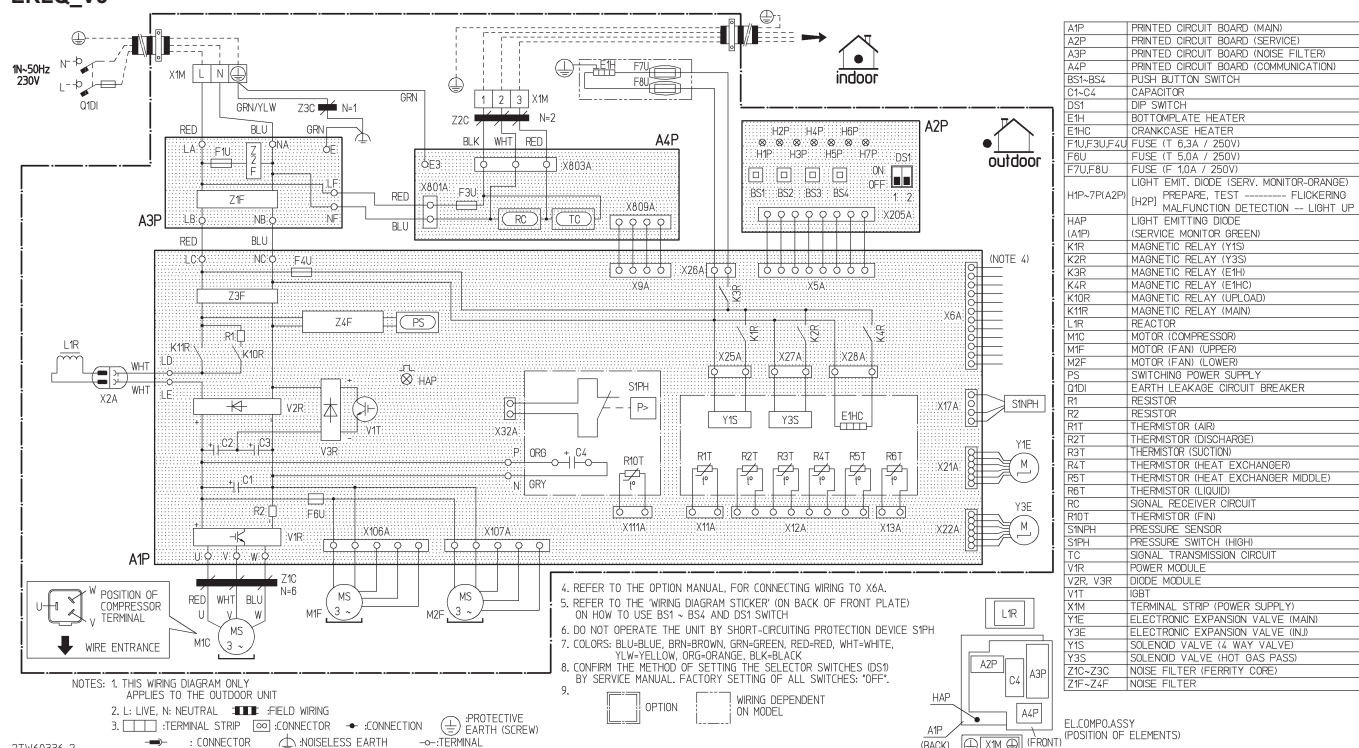 1N~50Hz
230V
N
L
Q1DI
X1M
L N
GRN/YLW
Z3C
N=1
GRN
RED
BLU
GRN
LA
F1U
Z2F
NA
E
Z1F
LF
NF
A3P
LB
NB
RED
BLU
RED
BLU
1 2 3
X1M
Z2C
N=2
BLK
WHT
RED
A4P
E3
X801A
X803A
F3U
RC
TC
X809A
E1H
F7U
F8U
indoor
A2P
H2P H4P H6P
H1P H3P H5P H7P
DS1
ON
OFF
1 2
BS1 BS2 BS3 BS4
X205A
outdoor
LC
NC
F4U
X9A
X26A
X5A
(NOTE 4)
X6A
Z3F
Z4F
PS
K3R
K1R
K2R
K4R
R1
K11R
K10R
L1R
X2A
WHT
WHT
LD
LE
HAP
V2R
V3R
V1T
C2
C3
C1
R2
F6U
V1R
X25A
X27A
X28A
Y1S
Y3S
E1HC
S1PH
P>
X32A
P
ORG
C4
N
GRY
R10T
X111A
R1T R2T R3T R4T R5T R6T
X11A
X12A
X13A
X17A
S1NPH
X21A
Y1E
M
X22A
Y3E
M
A1P
U V W
X106A
X107A
Z1C
N=6
RED
WHT
BLU
U V W
M1C
MS
3 ~
M1F
MS
3 ~
M2F
MS
3 ~
W
U
V
POSITION OF
COMPRESSOR
TERMINAL
WIRE ENTRANCE
NOTES: 1. THIS WIRING DIAGRAM ONLY
APPLIES TO THE OUTDOOR UNIT
2. L: LIVE, N: NEUTRAL :FIELD WIRING
3. :TERMINAL STRIP :CONNECTOR :CONNECTION :PROTECTIVE
EARTH (SCREW)
: CONNECTOR :NOISELESS EARTH :TERMINAL
4. REFER TO THE OPTION MANUAL, FOR CONNECTING WIRING TO X6A.
5. REFER TO THE 'WIRING DIAGRAM STICKER' (ON BACK OF FRONT PLATE)
ON HOW TO USE BS1 ~ BS4 AND DS1 SWITCH
6. DO NOT OPERATE THE UNIT BY SHORT-CIRCUITING PROTECTION DEVICE S1PH
7. COLORS: BLU=BLUE, BRN=BROWN, GRN=GREEN, RED=RED, WHT=WHITE,
YLW=YELLOW, ORG=ORANGE, BLK=BLACK
8. CONFIRM THE METHOD OF SETTING THE SELECTOR SWITCHES (DS1)
BY SERVICE MANUAL. FACTORY SETTING OF ALL SWITCHES: "OFF".
9.
OPTION
WIRING DEPENDENT
ON MODEL
L1R
A2P
C4
A3P
A4P
HAP
A1P
(BACK)
X1M
(FRONT)
EL.COMPO.ASSY
(POSITION OF ELEMENTS)
A1P PRINTED CIRCUIT BOARD (MAIN)
A2P PRINTED CIRCUIT BOARD (SERVICE)
A3P PRINTED CIRCUIT BOARD (NOISE FILTER)
A4P PRINTED CIRCUIT BOARD (COMMUNICATION)
BS1~BS4 PUSH BUTTON SWITCH
C1~C4 CAPACITOR
DS1 DIP SWITCH
E1H BOTTOMPLATE HEATER
E1HC CRANKCASE HEATER
F1U,F3U,F4U FUSE (T 6,3A / 250V)
F6U FUSE (T 5,0A / 250V)
F7U,F8U FUSE (F 1,0A / 250V)
H1P~7P(A2P) LIGHT EMIT. DIODE (SERV. MONITOR-ORANGE)
[H2P] PREPARE, TEST --------- FLICKERING
MALFUNCTION DETECTION -- LIGHT UP
HAP LIGHT EMITTING DIODE
(A1P) (SERVICE MONITOR GREEN)
K1R MAGNETIC RELAY (Y1S)
K2R MAGNETIC RELAY (Y3S)
K3R MAGNETIC RELAY (E1H)
K4R MAGNETIC RELAY (E1HC)
K10R MAGNETIC RELAY (UPLOAD)
K11R MAGNETIC RELAY (MAIN)
L1R REACTOR
M1C MOTOR (COMPRESSOR)
M1F MOTOR (FAN) (UPPER)
M2F MOTOR (FAN) (LOWER)
PS SWITCHING POWER SUPPLY
Q1DI EARTH LEAKAGE CIRCUIT BREAKER
R1 RESISTOR
R2 RESISTOR
R1T THERMISTOR (AIR)
R2T THERMISTOR (DISCHARGE)
R3T THERMISTOR (SUCTION)
R4T THERMISTOR (HEAT EXCHANGER)
R5T THERMISTOR (HEAT EXCHANGER MIDDLE)
R6T THERMISTOR (LIQUID)
RC SIGNAL RECEIVER CIRCUIT
R10T THERMISTOR (FIN)
S1NPH PRESSURE SENSOR
S1PH PRESSURE SWITCH (HIGH)
TC SIGNAL TRANSMISSION CIRCUIT
V1R POWER MODULE
V2R, V3R DIODE MODULE
V1T IGBT
X1M TERMINAL STRIP (POWER SUPPLY)
Y1E ELECTRONIC EXPANSION VALVE (MAIN)
Y3E ELECTRONIC EXPANSION VALVE (INJ)
Y1S SOLENOID VALVE (4 WAY VALVE)
Y3S SOLENOID VALVE (HOT GAS PASS)
Z1C~Z3C NOISE FILTER (FERRITY CORE)
Z1F~Z4F NOISE FILTER